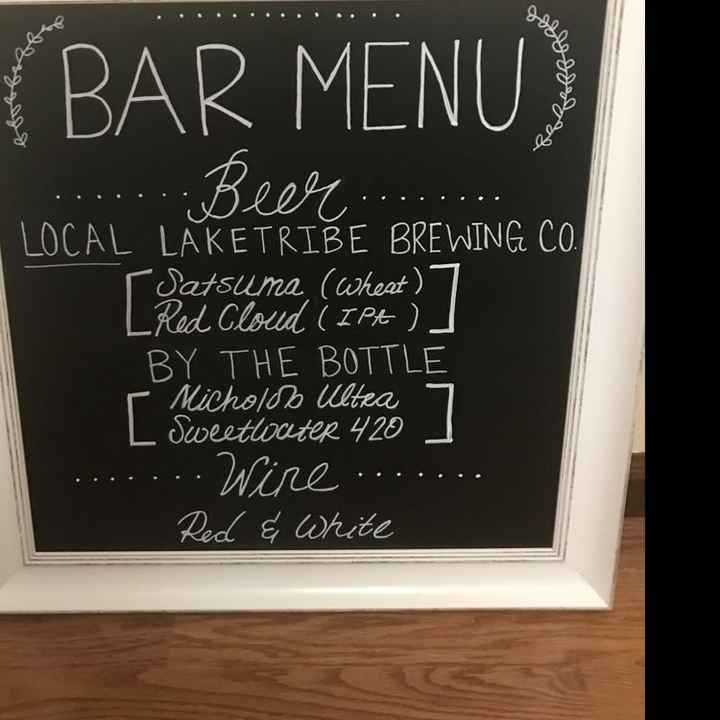 BAR MENU
Beer
LOCAL LAKETRIBE BREWING CO.
Satsuma (Wheat)
Red Cloud (IPA)
BY THE BOTTLE
Micholob Ultra
Sweetwater 420
Wine
Red & White